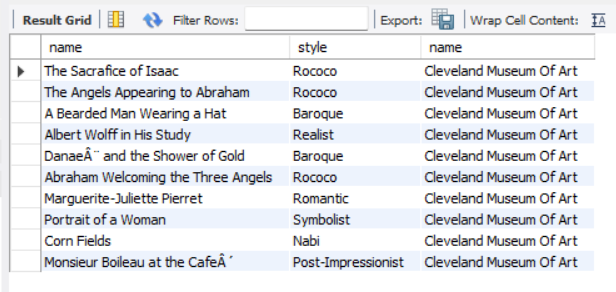 Result Grid Filter Rows: Export: Wrap Cell Content: IA
name style name
The Sacrafice of Isaac Rococo Cleveland Museum Of Art
The Angels Appearing to Abraham Rococo Cleveland Museum Of Art
A Bearded Man Wearing a Hat Baroque Cleveland Museum Of Art
Albert Wolff in His Study Realist Cleveland Museum Of Art
DanaeÂ¨ and the Shower of Gold Baroque Cleveland Museum Of Art
Abraham Welcoming the Three Angels Rococo Cleveland Museum Of Art
Marguerite-Juliette Pierret Romantic Cleveland Museum Of Art
Portrait of a Woman Symbolist Cleveland Museum Of Art
Corn Fields Nabi Cleveland Museum Of Art
Monsieur Boileau at the CafeÂ´ Post-Impressionist Cleveland Museum Of Art